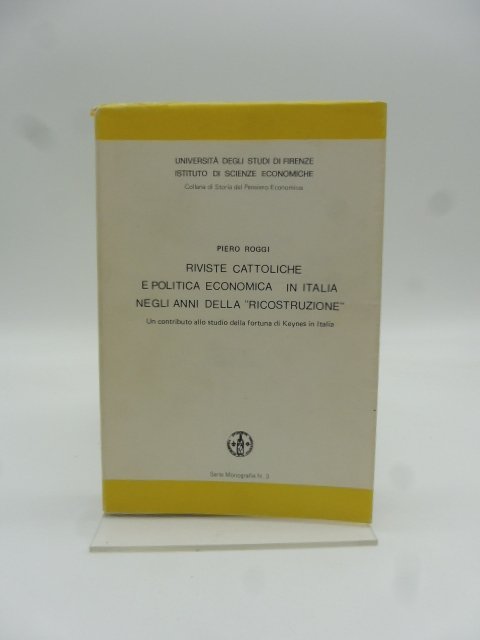 UNIVERSITÀ DEGLI STUDI DI FIRENZE
ISTITUTO DI SCIENZE ECONOMICHE
Collana di Storia del Pensiero Economico
PIERO ROGGI
RIVISTE CATTOLICHE
E POLITICA ECONOMICA IN ITALIA
NEGLI ANNI DELLA "RICOSTRUZIONE"
Un contributo allo studio della fortuna di Keynes in Italia
Serie Monografie Nr. 3